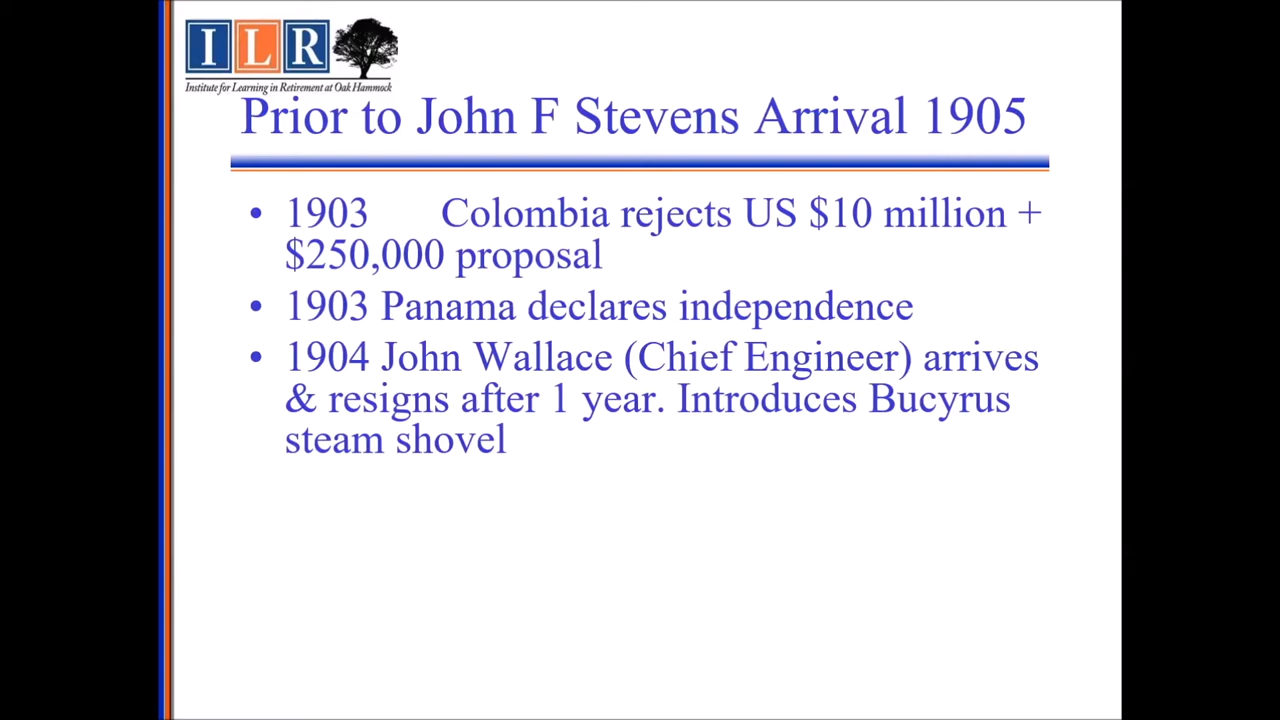 ILR
Institute for Learning in Retirement at Oak Hammock
Prior to John F Stevens Arrival 1905
• 1903 Colombia rejects US $10 million +
$250,000 proposal
• 1903 Panama declares independence
• 1904 John Wallace (Chief Engineer) arrives
& resigns after 1 year. Introduces Bucyrus
steam shovel